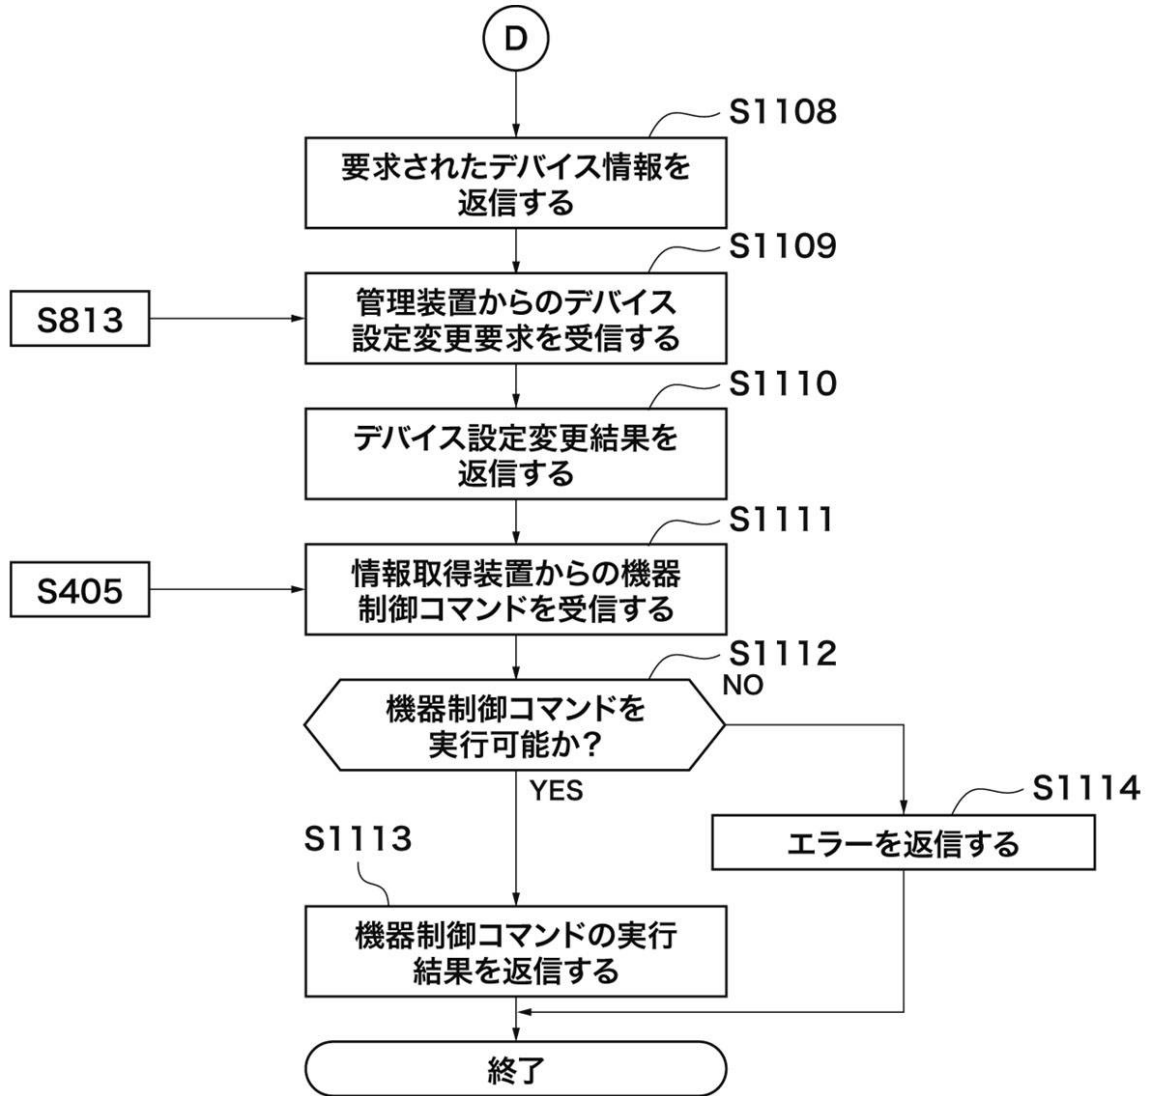 D
S1108
要求されたデバイス情報を
返信する
S1109
S813
管理装置からのデバイス
設定変更要求を受信する
S1110
デバイス設定変更結果を
返信する
S1111
S405
情報取得装置からの機器
制御コマンドを受信する
S1112
NO
機器制御コマンドを
実行可能か?
YES
S1114
エラーを返信する
S1113
機器制御コマンドの実行
結果を返信する
終了